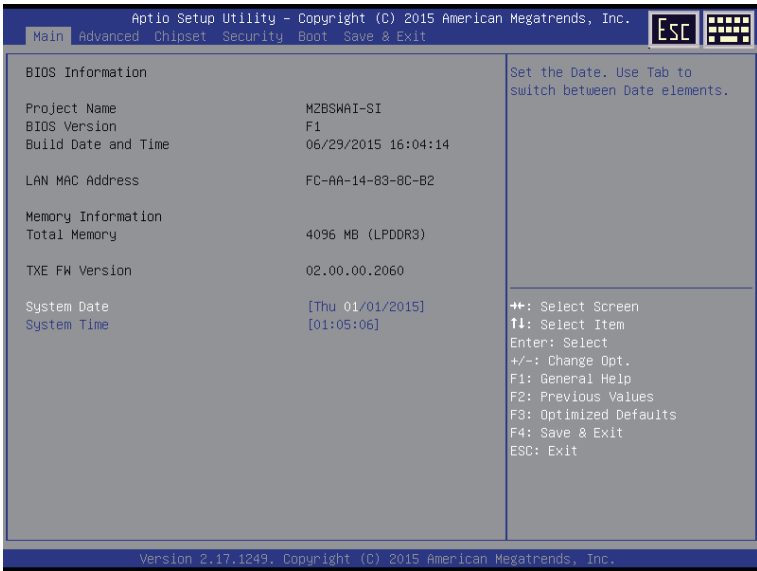 Aptio Setup Utility – Copyright (C) 2015 American Megatrends, Inc.
Main Advanced Chipset Security Boot Save & Exit
Esc
BIOS Information
Project Name MZBSWAI-SI
BIOS Version F1
Build Date and Time 06/29/2015 16:04:14
LAN MAC Address FC-AA-14-83-8C-B2
Memory Information
Total Memory 4096 MB (LPDDR3)
TXE FW Version 02.00.00.2060
System Date [Thu 01/01/2015]
System Time [01:05:06]
Set the Date. Use Tab to
switch between Date elements.
→←: Select Screen
↑↓: Select Item
Enter: Select
+/-: Change Opt.
F1: General Help
F2: Previous Values
F3: Optimized Defaults
F4: Save & Exit
ESC: Exit
Version 2.17.1249. Copyright (C) 2015 American Megatrends, Inc.